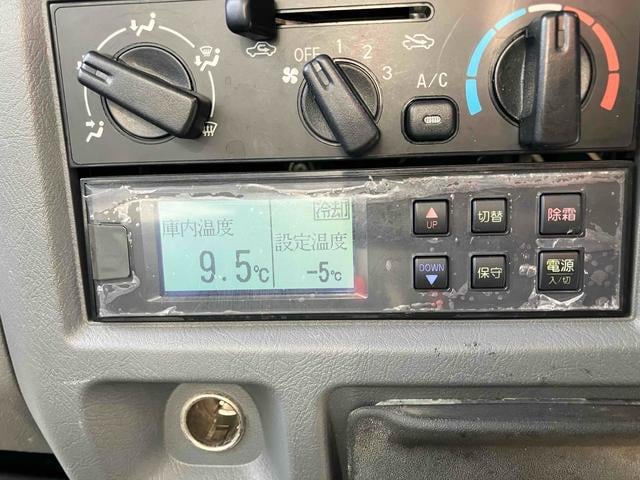 OFF 1 2 3
A/C
冷却
庫内温度
設定温度
9.5℃
-5℃
UP
切替
除霜
DOWN
保守
電源
入/切